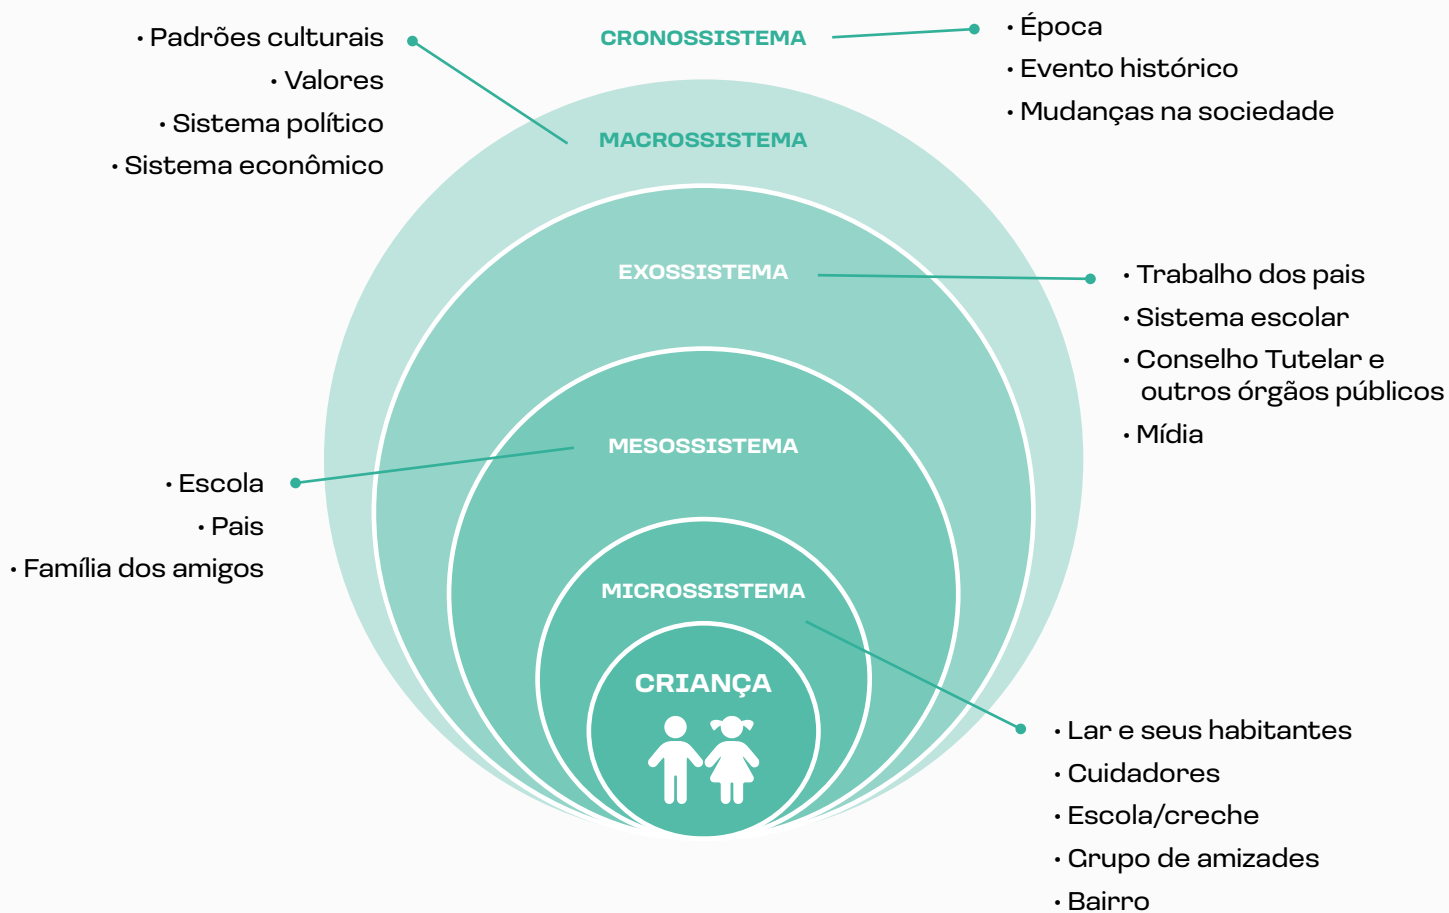 CRONOSSISTEMA
• Época
• Evento histórico
• Mudanças na sociedade
• Padrões culturais
• Valores
• Sistema político
• Sistema econômico
MACROSSISTEMA
EXOSSISTEMA
• Trabalho dos pais
• Sistema escolar
• Conselho Tutelar e
outros órgãos públicos
• Mídia
MESOSSISTEMA
• Escola
• Pais
• Família dos amigos
MICROSSISTEMA
CRIANÇA
• Lar e seus habitantes
• Cuidadores
• Escola/creche
• Grupo de amizades
• Bairro